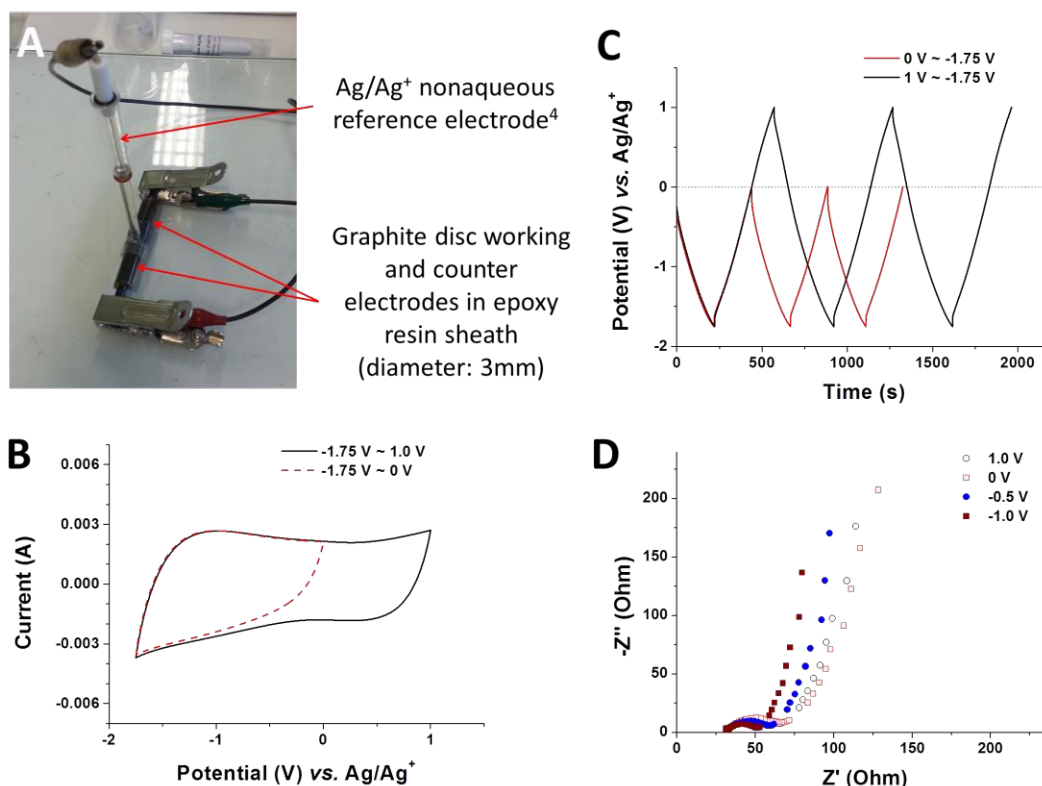 A
Ag/Ag⁺ nonaqueous
reference electrode⁴
Graphite disc working
and counter
electrodes in epoxy
resin sheath
(diameter: 3mm)
C
0 V ~ -1.75 V
1 V ~ -1.75 V
Potential (V) vs. Ag/Ag⁺
1
0
-1
-2
0 500 1000 1500 2000
Time (s)
B
-1.75 V ~ 1.0 V
-1.75 V ~ 0 V
Current (A)
0.006
0.003
0.000
-0.003
-0.006
-2 -1 0 1
Potential (V) vs. Ag/Ag⁺
D
1.0 V
0 V
-0.5 V
-1.0 V
-Z'' (Ohm)
200
150
100
50
0
0 50 100 150 200
Z' (Ohm)